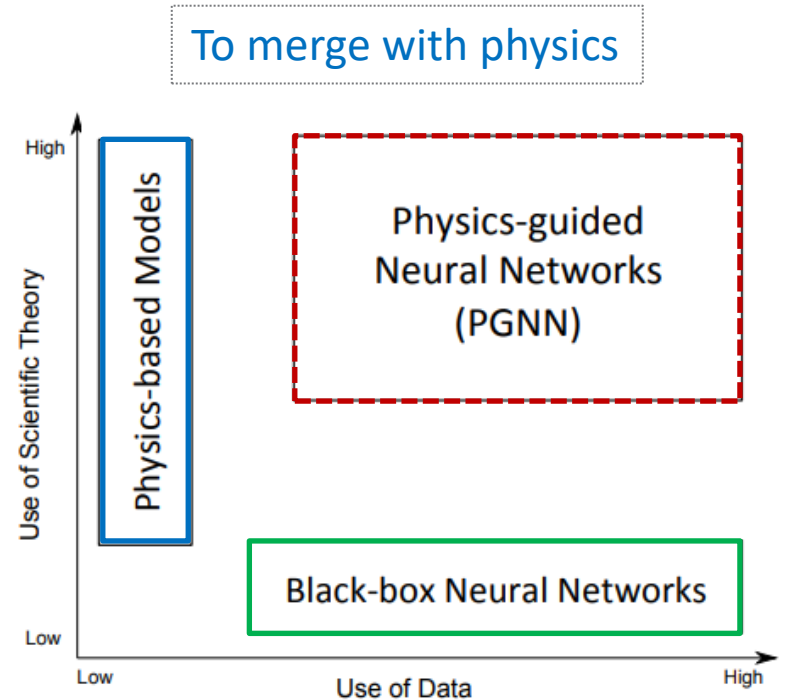 To merge with physics
High
Use of Scientific Theory
Physics-based Models
Physics-guided
Neural Networks
(PGNN)
Black-box Neural Networks
Low
Low
Use of Data
High